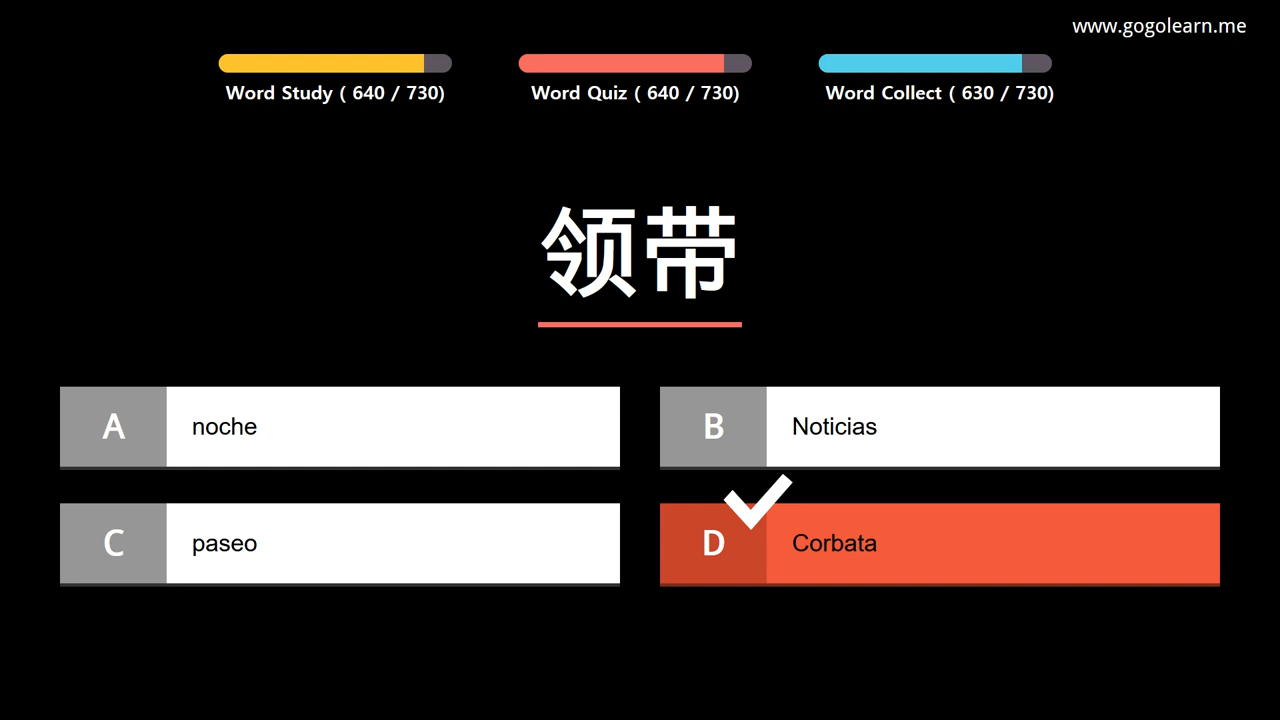 www.gogolearn.me
Word Study ( 640 / 730)
Word Quiz ( 640 / 730)
Word Collect ( 630 / 730)
领带
A
noche
B
Noticias
C
paseo
D
Corbata